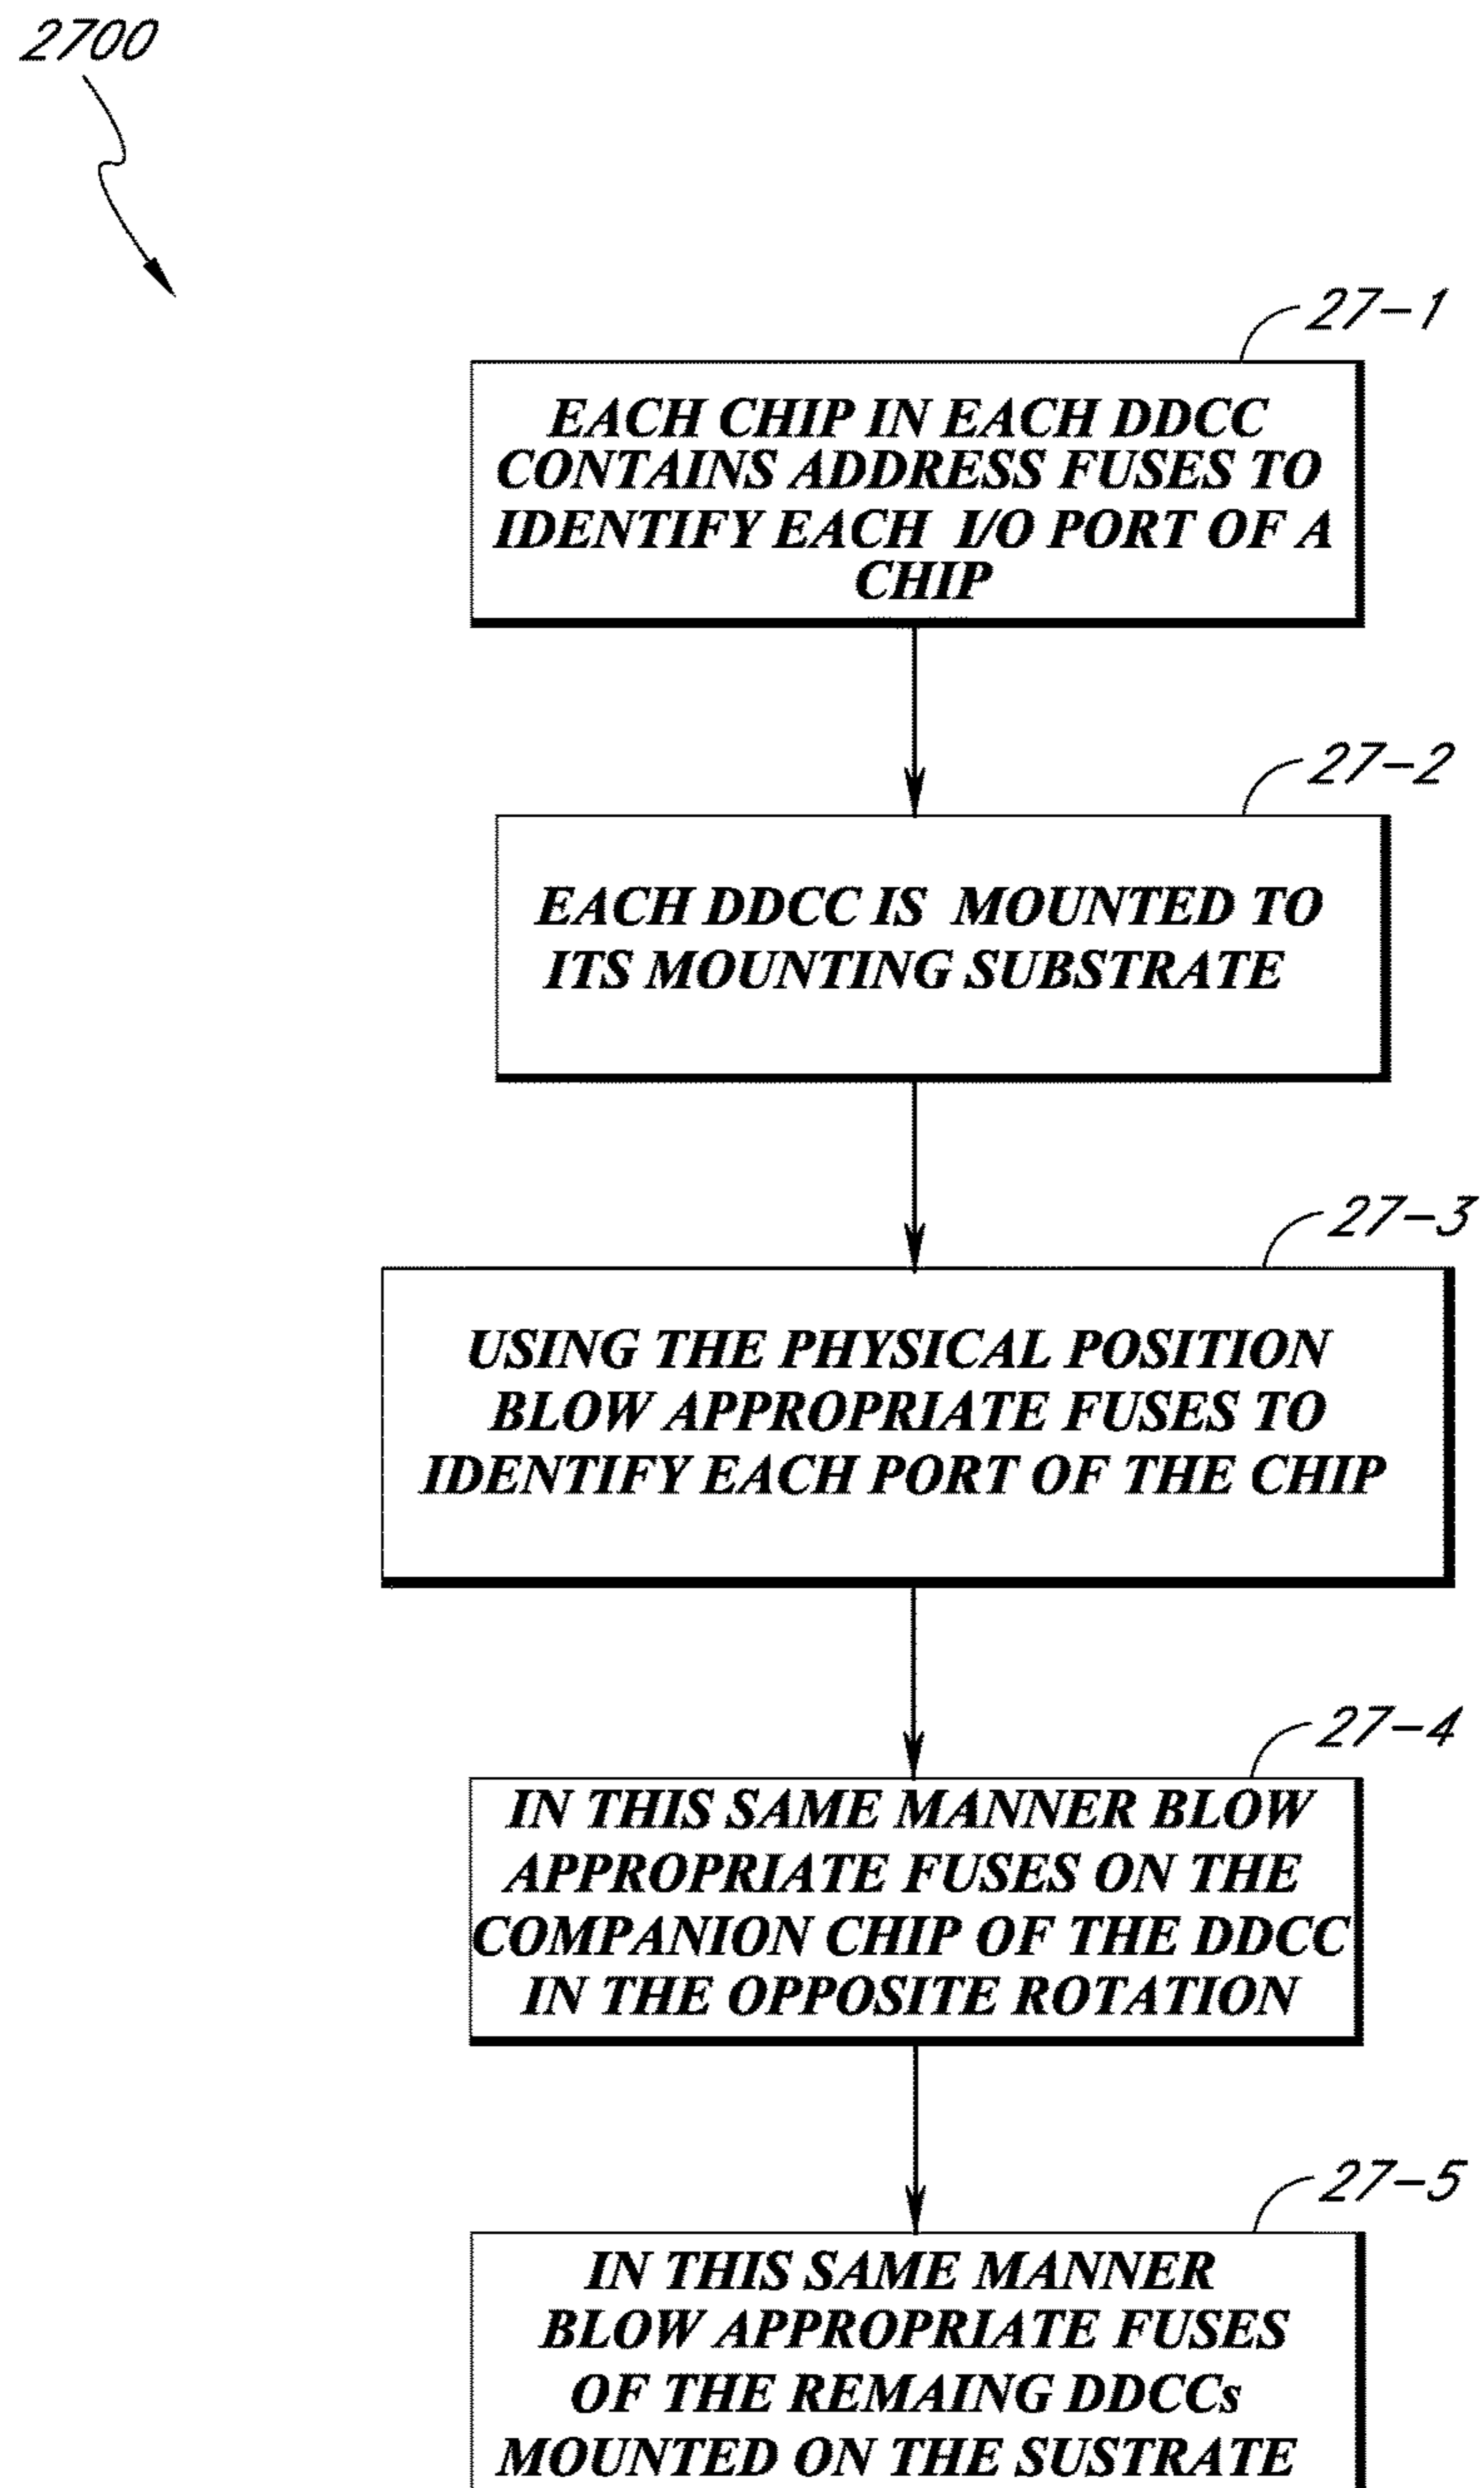 2700
27-1
EACH CHIP IN EACH DDCC
CONTAINS ADDRESS FUSES TO
IDENTIFY EACH I/O PORT OF A
CHIP
27-2
EACH DDCC IS MOUNTED TO
ITS MOUNTING SUBSTRATE
27-3
USING THE PHYSICAL POSITION
BLOW APPROPRIATE FUSES TO
IDENTIFY EACH PORT OF THE CHIP
27-4
IN THIS SAME MANNER BLOW
APPROPRIATE FUSES ON THE
COMPANION CHIP OF THE DDCC
IN THE OPPOSITE ROTATION
27-5
IN THIS SAME MANNER
BLOW APPROPRIATE FUSES
OF THE REMAING DDCCs
MOUNTED ON THE SUSTRATE